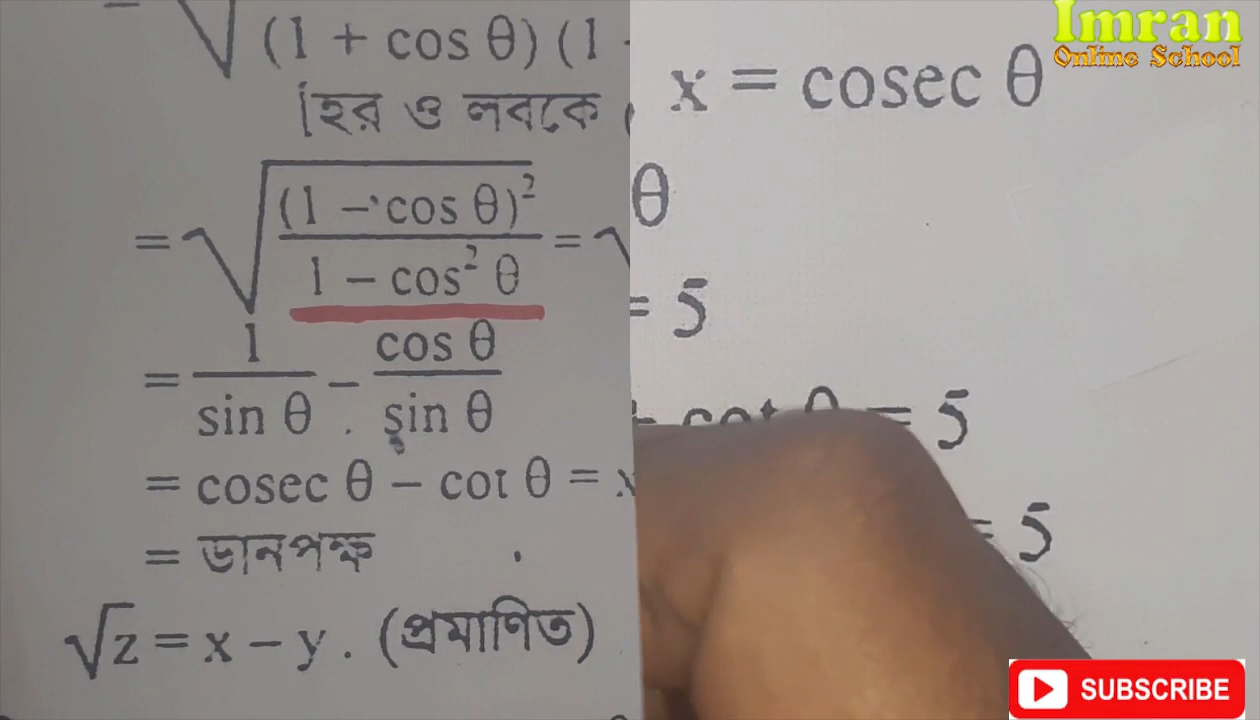 = √(1 + cos θ) (1 -
[হর ও লবকে
= √(1 - cos θ)² / 1 - cos² θ = √
= 1 / sin θ - cos θ / sin θ
= cosec θ - cot θ = x
= ডানপক্ষ
√z = x - y . (প্রমাণিত)
Imran
Online School
x = cosec θ
θ
= 5
cot θ = 5
= 5
SUBSCRIBE